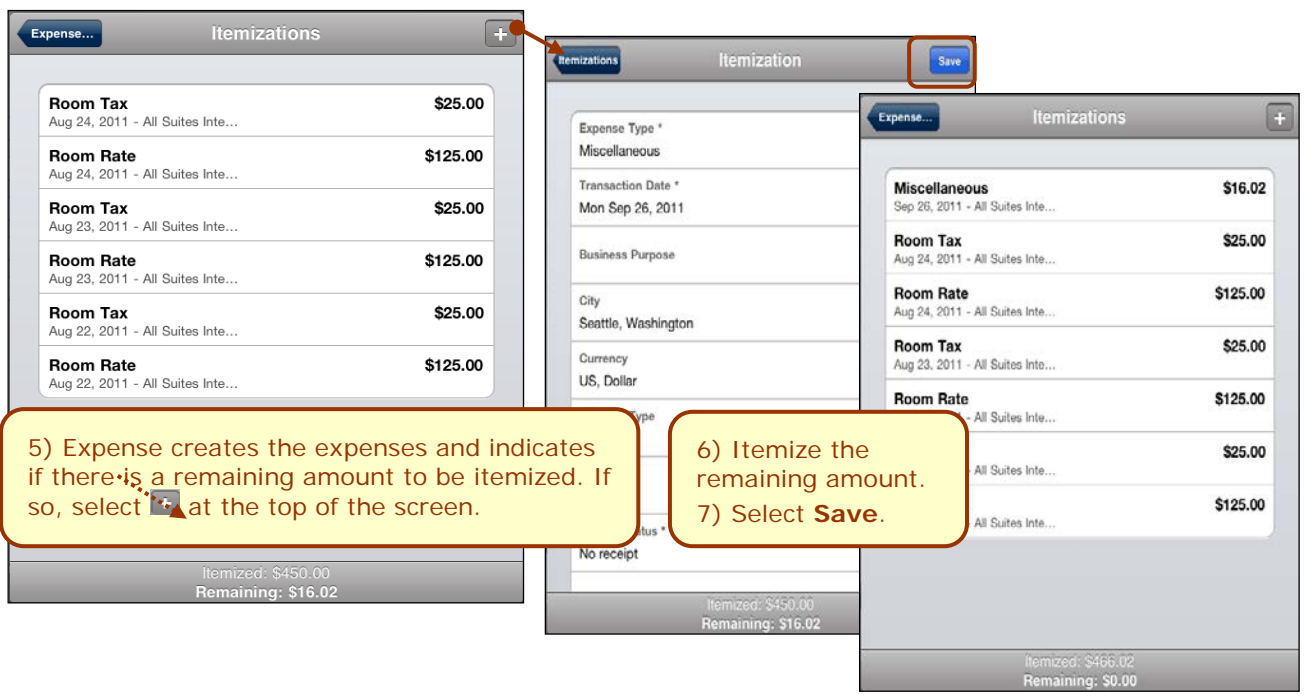 Expense...
Itemizations
+
Room Tax
$25.00
Aug 24, 2011 - All Suites Inte...
Room Rate
$125.00
Aug 24, 2011 - All Suites Inte...
Room Tax
$25.00
Aug 23, 2011 - All Suites Inte...
Room Rate
$125.00
Aug 23, 2011 - All Suites Inte...
Room Tax
$25.00
Aug 22, 2011 - All Suites Inte...
Room Rate
$125.00
Aug 22, 2011 - All Suites Inte...
5) Expense creates the expenses and indicates
if there is a remaining amount to be itemized. If
so, select + at the top of the screen.
Itemized: $450.00
Remaining: $16.02
Itemizations
Itemization
Save
Expense Type *
Miscellaneous
Transaction Date *
Mon Sep 26, 2011
Business Purpose
City
Seattle, Washington
Currency
US, Dollar
Type
6) Itemize the
remaining amount.
7) Select Save.
tus *
No receipt
Itemized: $450.00
Remaining: $16.02
Expense...
Itemizations
+
Miscellaneous
$16.02
Sep 26, 2011 - All Suites Inte...
Room Tax
$25.00
Aug 24, 2011 - All Suites Inte...
Room Rate
$125.00
Aug 24, 2011 - All Suites Inte...
Room Tax
$25.00
Aug 23, 2011 - All Suites Inte...
Room Rate
$125.00
- All Suites Inte...
$25.00
- All Suites Inte...
$125.00
- All Suites Inte...
Itemized: $466.02
Remaining: $0.00